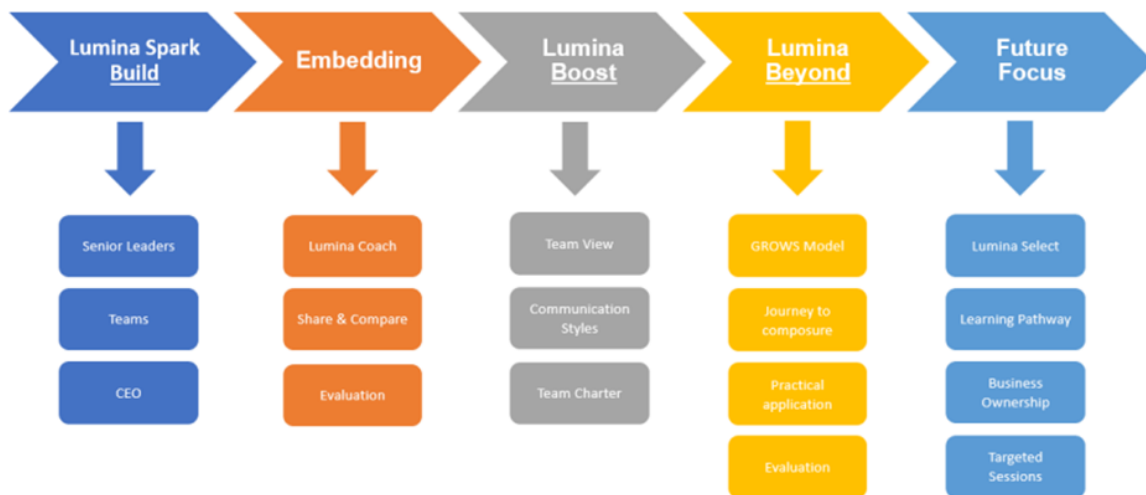 Lumina Spark
Build
Embedding
Lumina
Boost
Lumina
Beyond
Future
Focus
Senior Leaders
Teams
CEO
Lumina Coach
Share & Compare
Evaluation
Team View
Communication
Styles
Team Charter
GROWS Model
Journey to
composure
Practical
application
Evaluation
Lumina Select
Learning Pathway
Business
Ownership
Targeted
Sessions